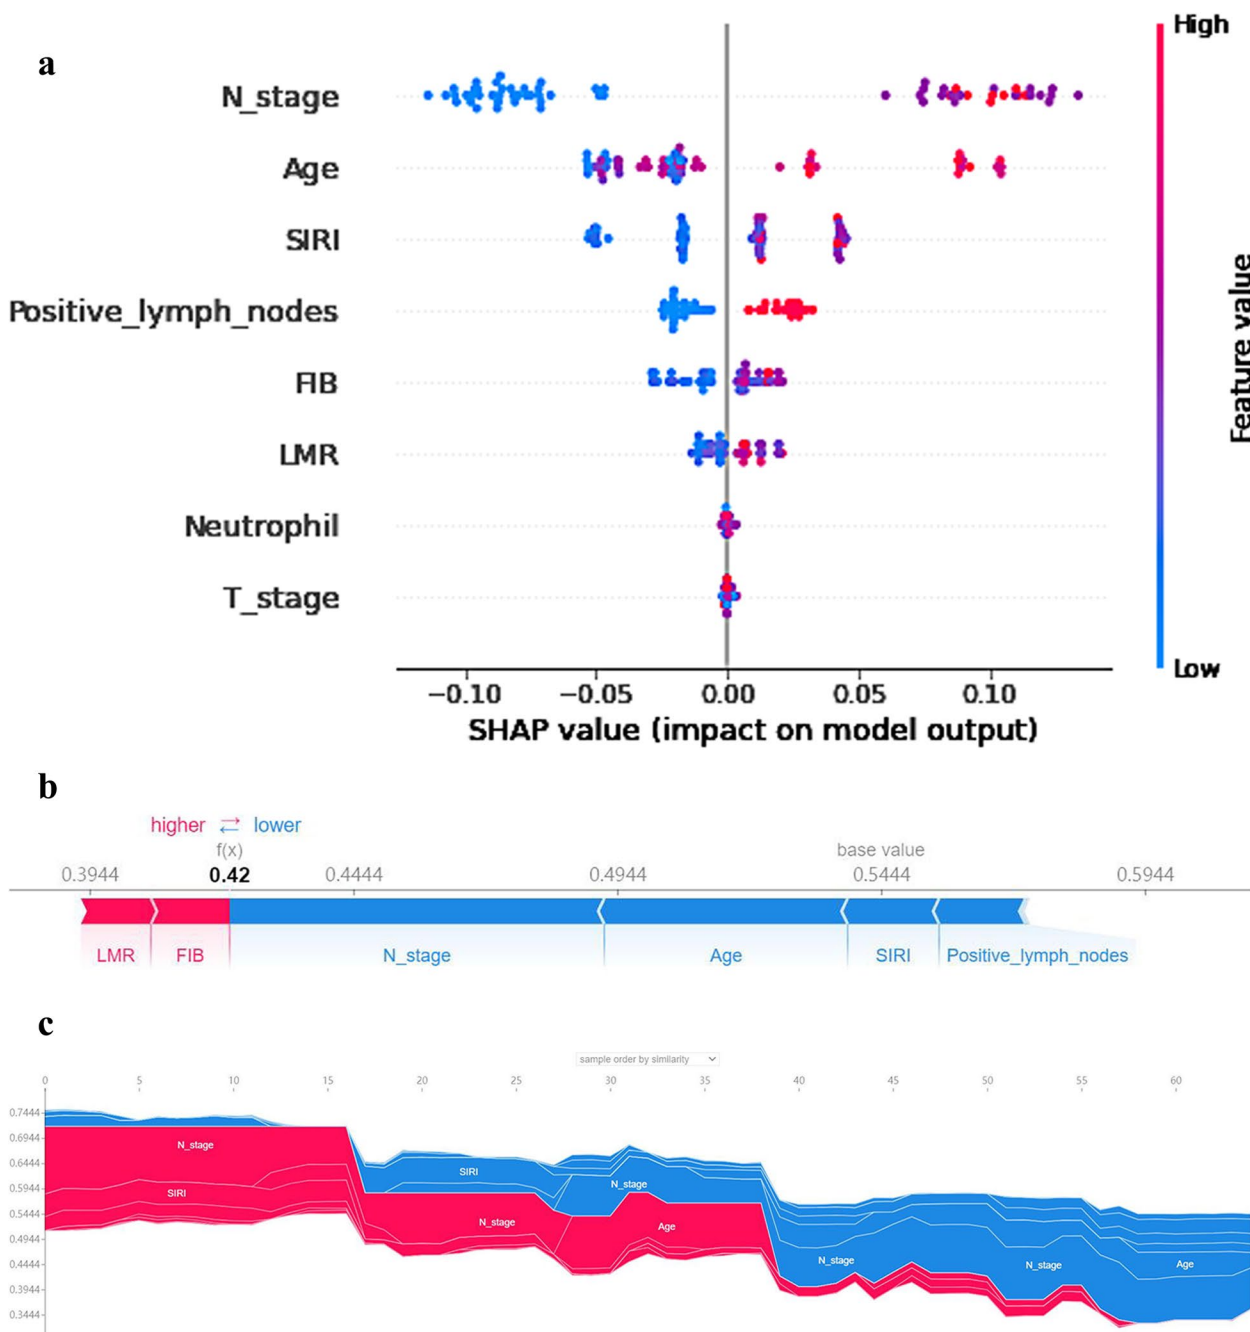 a
High
N_stage
Age
SIRI
Positive_lymph_nodes
FIB
LMR
Neutrophil
T_stage
Feature value
Low
−0.10 −0.05 0.00 0.05 0.10
SHAP value (impact on model output)
b
higher ⇄ lower
f(x) base value
0.3944 0.42 0.4444 0.4944 0.5444 0.5944
LMR FIB N_stage Age SIRI Positive_lymph_nodes
c
sample order by similarity
0 5 10 15 20 25 30 35 40 45 50 55 60
0.7444
0.6944
0.6444
0.5944
0.5444
0.4944
0.4444
0.3944
0.3444
N_stage
SIRI
SIRI
N_stage
N_stage
Age
N_stage
N_stage
Age